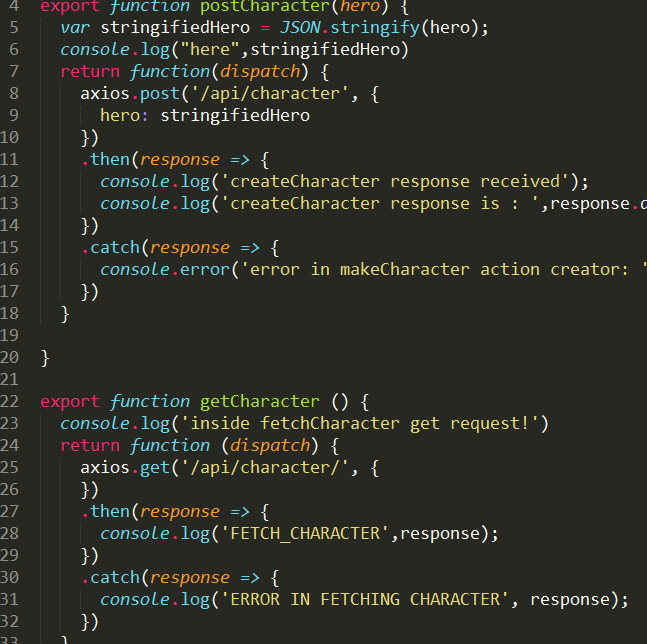 4 export function postCharacter(hero) {
5 var stringifiedHero = JSON.stringify(hero);
6 console.log("here",stringifiedHero)
7 return function(dispatch) {
8 axios.post('/api/character', {
9 hero: stringifiedHero
10 })
11 .then(response => {
12 console.log('createCharacter response received');
13 console.log('createCharacter response is : ',response.d
14 })
15 .catch(response => {
16 console.error('error in makeCharacter action creator: '
17 })
18 }
19
20 }
21
22 export function getCharacter () {
23 console.log('inside fetchCharacter get request!')
24 return function (dispatch) {
25 axios.get('/api/character/', {
26 })
27 .then(response => {
28 console.log('FETCH_CHARACTER',response);
29 })
30 .catch(response => {
31 console.log('ERROR IN FETCHING CHARACTER', response);
32 })
33 }